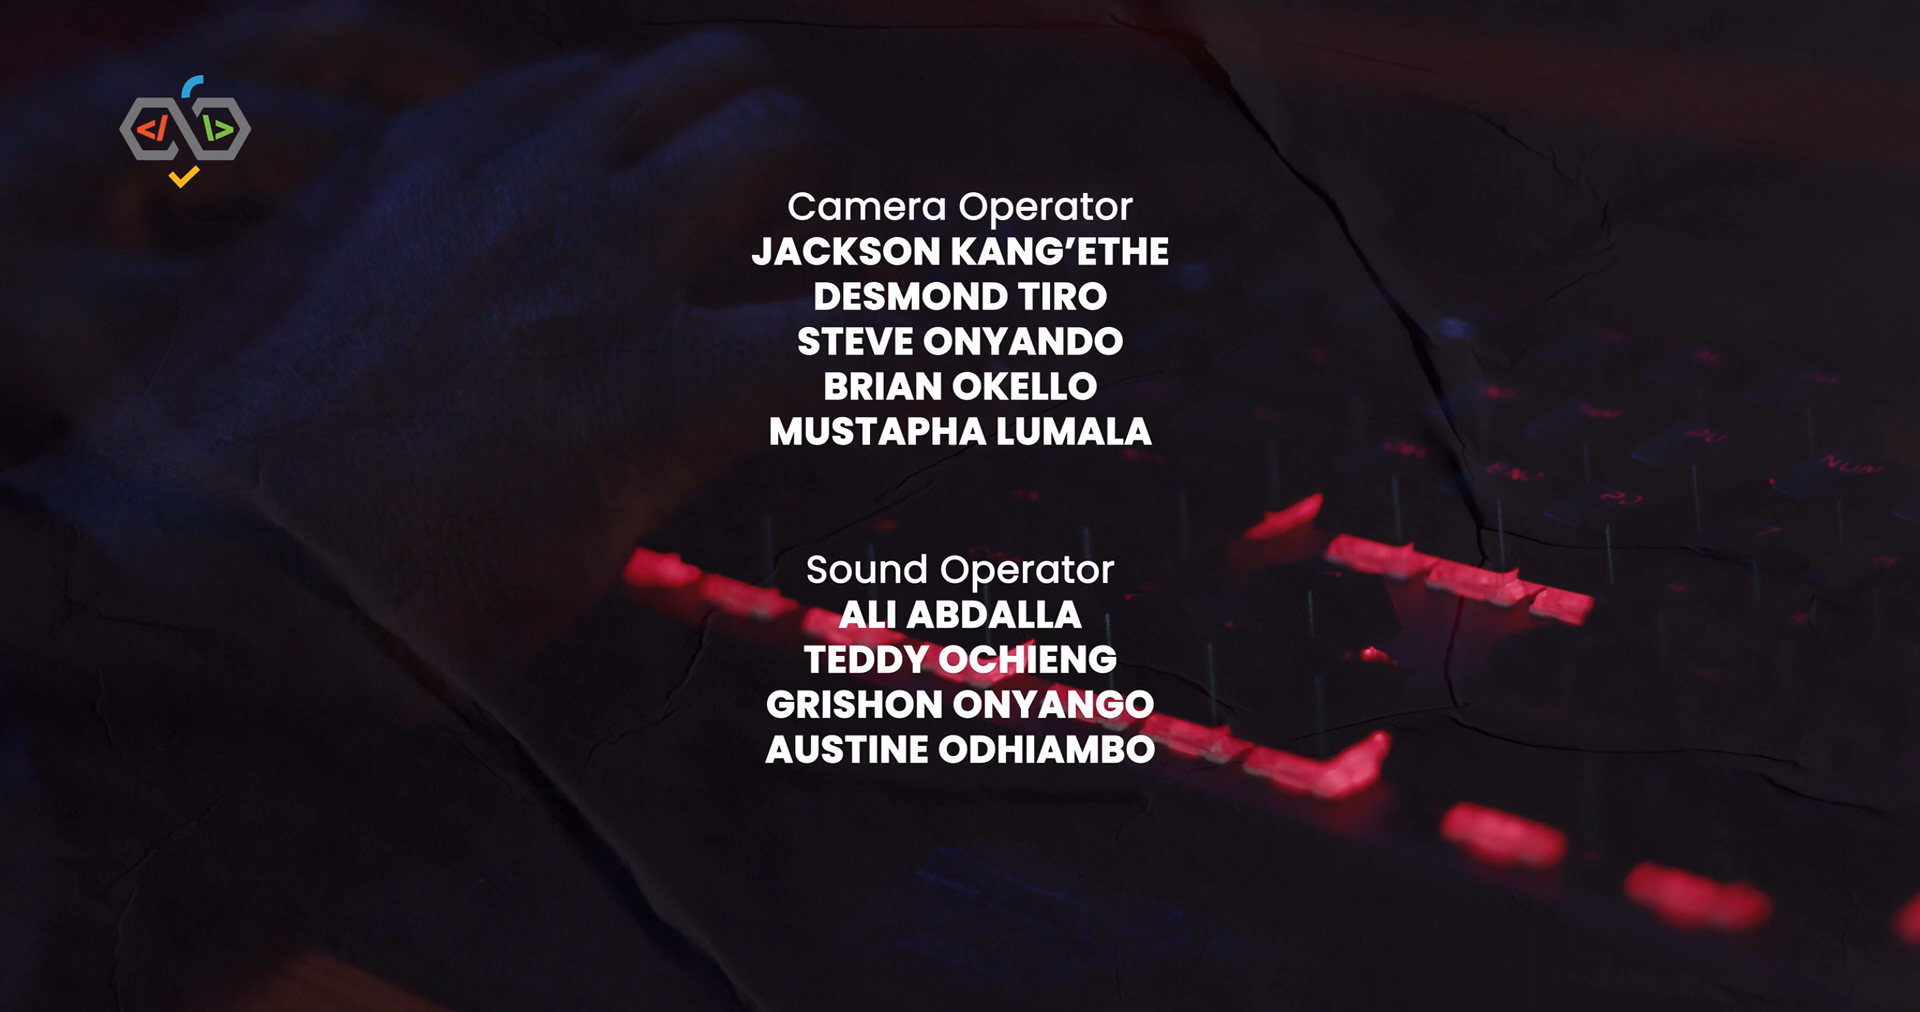 Camera Operator
JACKSON KANG’ETHE
DESMOND TIRO
STEVE ONYANDO
BRIAN OKELLO
MUSTAPHA LUMALA
Sound Operator
ALI ABDALLA
TEDDY OCHIENG
GRISHON ONYANGO
AUSTINE ODHIAMBO